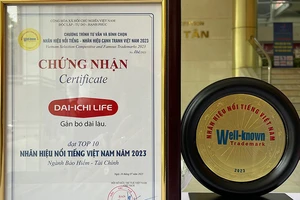 CHƯƠNG TRÌNH TƯ VẤN VÀ BÌNH CHỌN
NHÃN HIỆU NỔI TIẾNG - NHÃN HIỆU CẠNH TRANH VIỆT NAM 2023
CHỨNG NHẬN
Certificate
DAI-ICHI LIFE
Gắn bó dài lâu.
đạt TOP 10
NHÃN HIỆU NỔI TIẾNG VIỆT NAM NĂM 2023
Ngành Bảo Hiểm - Tài Chính
TÂN
NHÃN HIỆU NỔI TIẾNG VIỆT NAM
Well-known
Trademark
2023